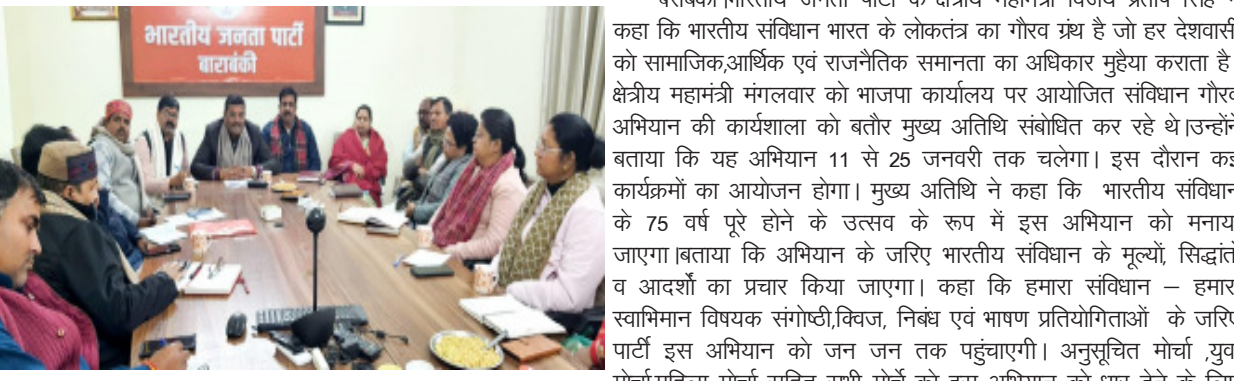 भारतीय जनता पार्टी
बाराबंकी
कहा कि भारतीय संविधान भारत के लोकतंत्र का गौरव ग्रंथ है जो हर देशवासी
को सामाजिक,आर्थिक एवं राजनैतिक समानता का अधिकार मुहैया कराता है
क्षेत्रीय महामंत्री मंगलवार को भाजपा कार्यालय पर आयोजित संविधान गौरव
अभियान की कार्यशाला को बतौर मुख्य अतिथि संबोधित कर रहे थे।उन्होंने
बताया कि यह अभियान 11 से 25 जनवरी तक चलेगा। इस दौरान कई
कार्यक्रमों का आयोजन होगा। मुख्य अतिथि ने कहा कि भारतीय संविधान
के 75 वर्ष पूरे होने के उत्सव के रूप में इस अभियान को मनाय
जाएगा।बताया कि अभियान के जरिए भारतीय संविधान के मूल्यों, सिद्धांतों
व आदर्शों का प्रचार किया जाएगा। कहा कि हमारा संविधान – हमार
स्वाभिमान विषयक संगोष्ठी,क्विज, निबंध एवं भाषण प्रतियोगिताओं के जरिए
पार्टी इस अभियान को जन जन तक पहुंचाएगी। अनुसूचित मोर्चा ,युव